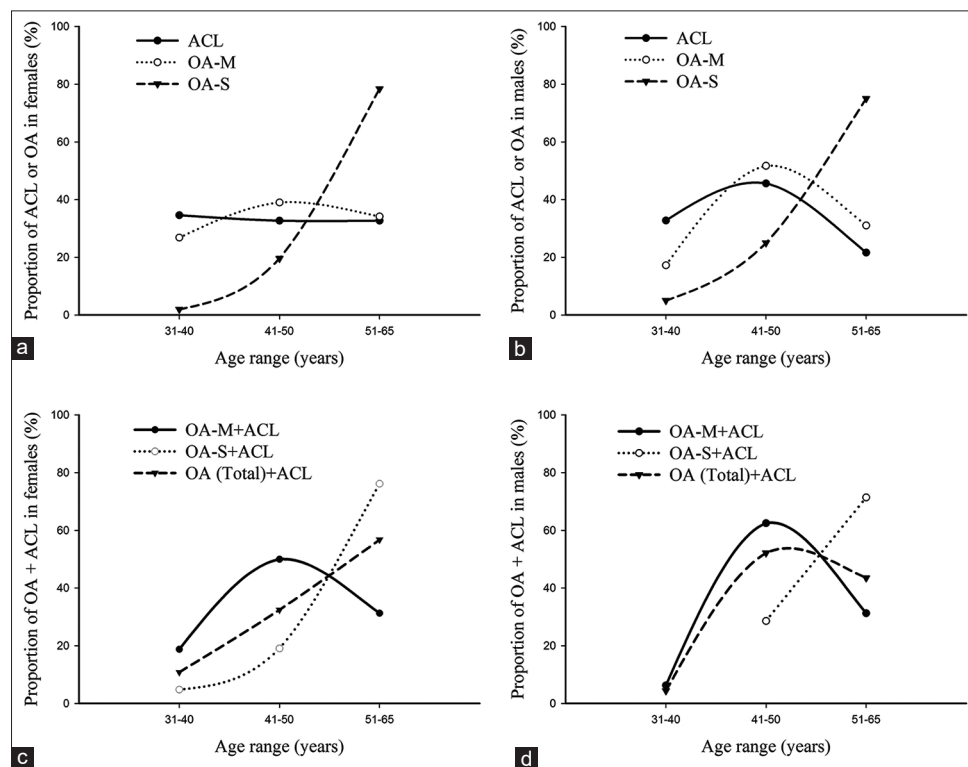 Proportion of ACL or OA in females (%)
100
80
60
40
20
0
ACL
OA-M
OA-S
31-40 41-50 51-65
Age range (years)
a
Proportion of ACL or OA in males (%)
100
80
60
40
20
0
ACL
OA-M
OA-S
31-40 41-50 51-65
Age range (years)
b
Proportion of OA + ACL in females (%)
100
80
60
40
20
0
OA-M+ACL
OA-S+ACL
OA (Total)+ACL
31-40 41-50 51-65
Age range (years)
c
Proportion of OA + ACL in males (%)
100
80
60
40
20
0
OA-M+ACL
OA-S+ACL
OA (Total)+ACL
31-40 41-50 51-65
Age range (years)
d